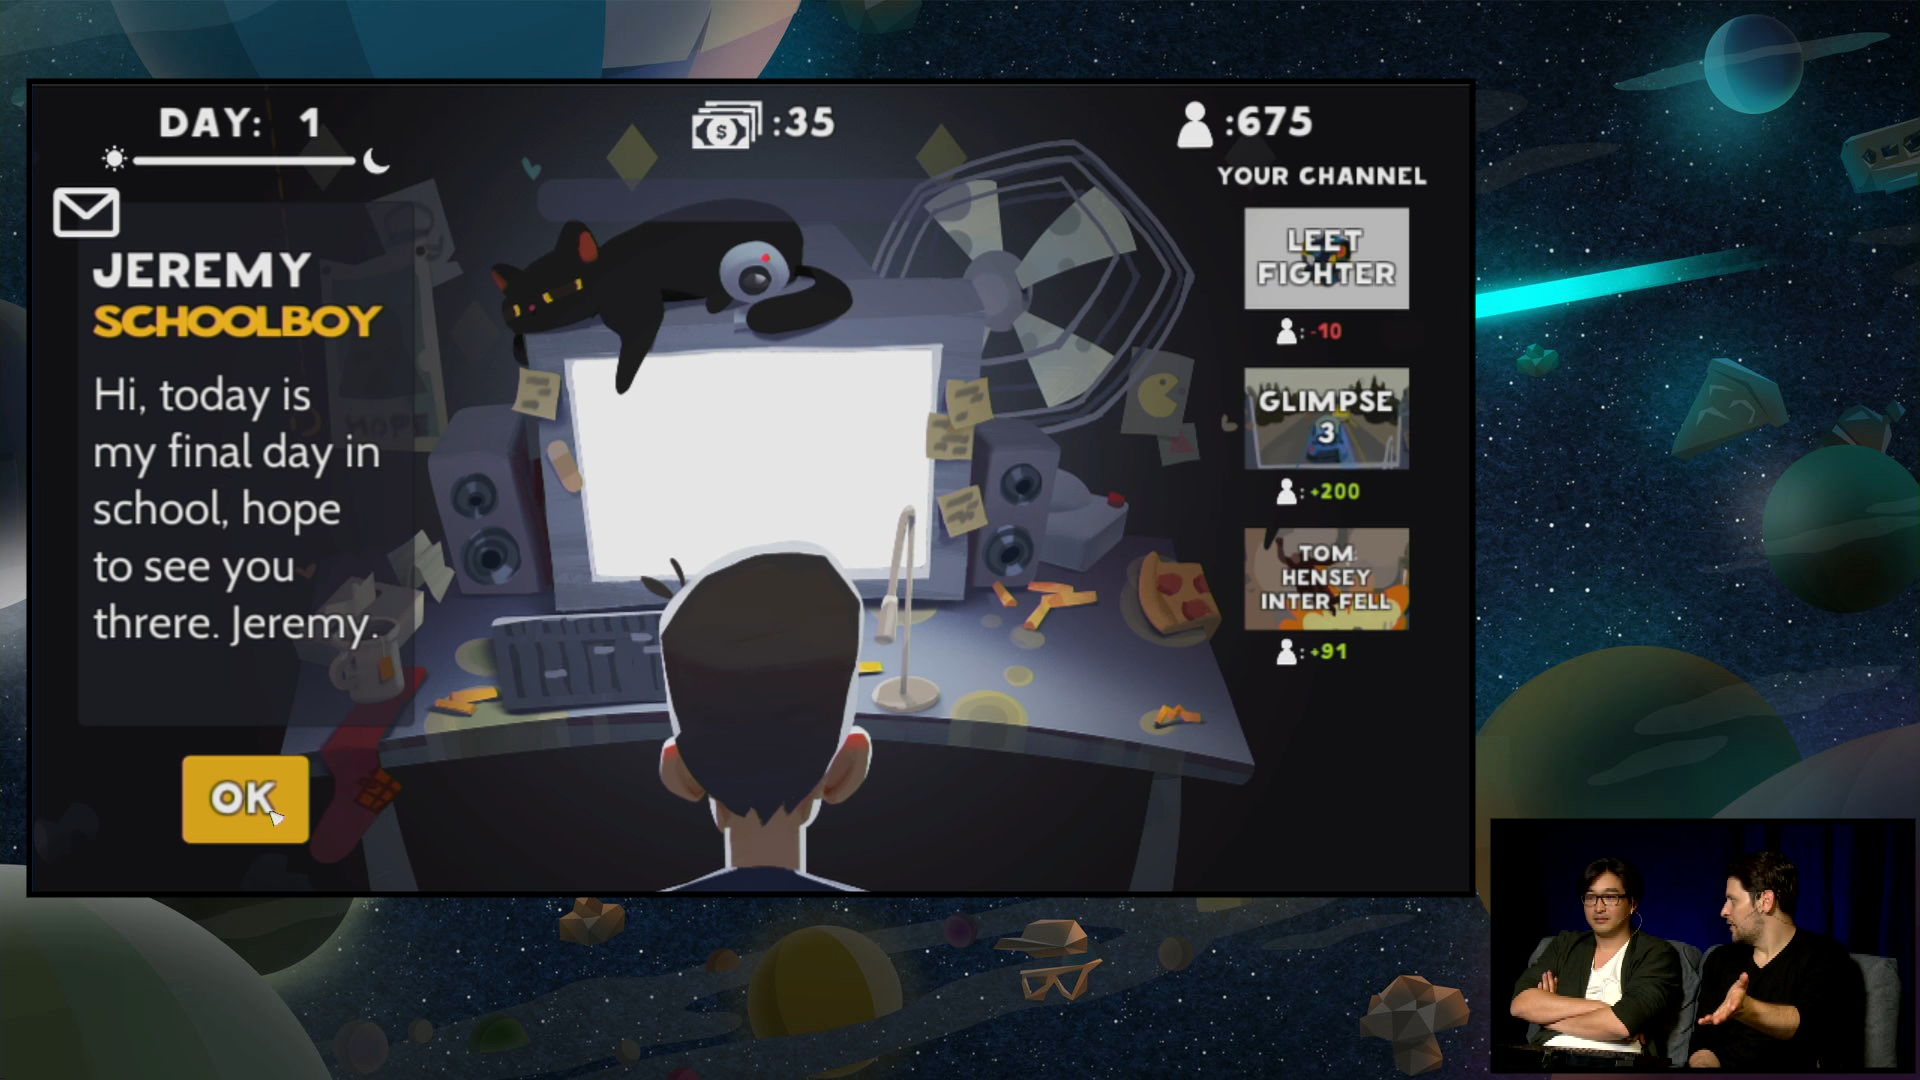 DAY: 1
:35
:675
YOUR CHANNEL
JEREMY
SCHOOLBOY
Hi, today is
my final day in
school, hope
to see you
threre. Jeremy.
OK
LEET
FIGHTER
: -10
GLIMPSE
3
: +200
TOM
HENSEY
INTER FELL
: +91
HOPE